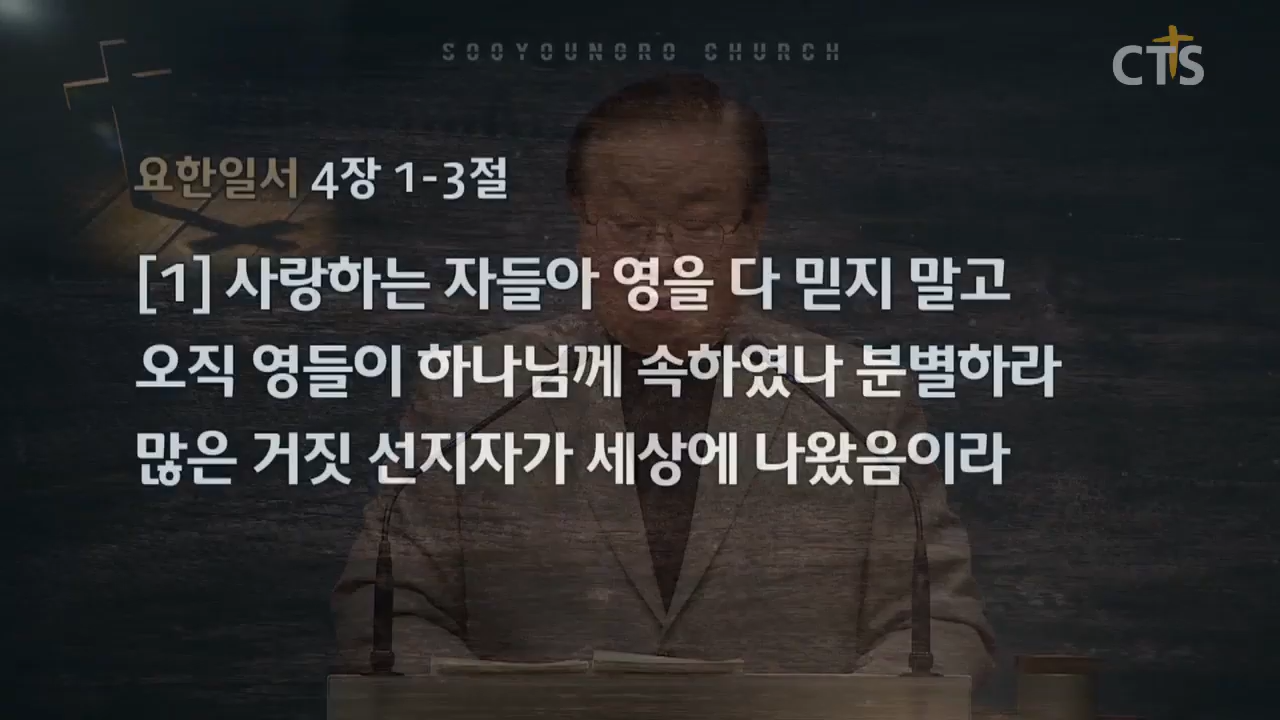 SOOYOUNGRO CHURCH
CTS
요한일서 4장 1-3절
[1] 사랑하는 자들아 영을 다 믿지 말고
오직 영들이 하나님께 속하였나 분별하라
많은 거짓 선지자가 세상에 나왔음이라